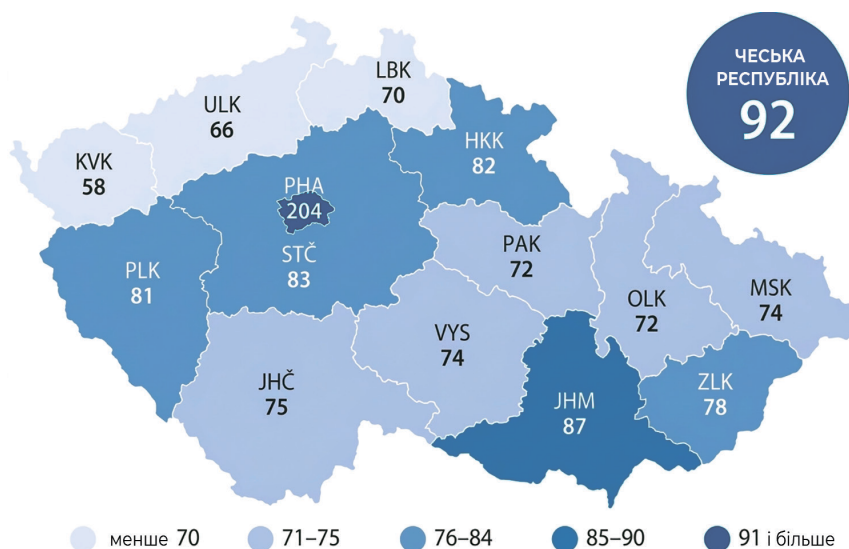 ЧЕСЬКА
РЕСПУБЛІКА
92
LBK
70
ULK
66
HKK
82
KVK
58
PHA
204
STČ
83
PAK
72
PLK
81
OLK
72
MSK
74
VYS
74
JHČ
75
ZLK
78
JHM
87
менше 70
71–75
76–84
85–90
91 і більше